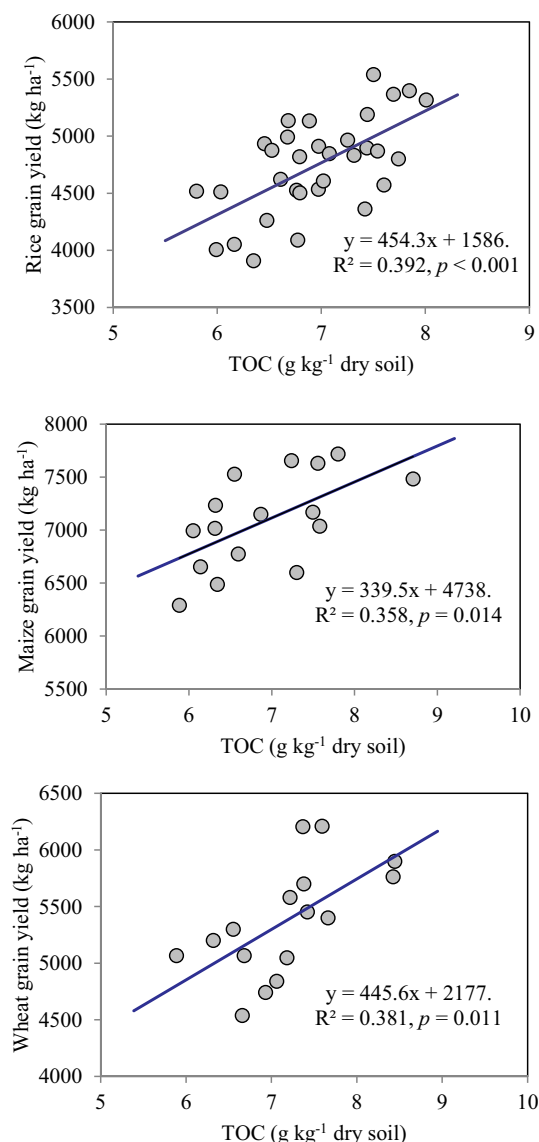 6000
5500
5000
4500
4000
3500
Rice grain yield (kg ha⁻¹)
y = 454.3x + 1586.
R² = 0.392, p < 0.001
5 6 7 8 9
TOC (g kg⁻¹ dry soil)
8000
7500
7000
6500
6000
5500
Maize grain yield (kg ha⁻¹)
y = 339.5x + 4738.
R² = 0.358, p = 0.014
5 6 7 8 9 10
TOC (g kg⁻¹ dry soil)
6500
6000
5500
5000
4500
4000
Wheat grain yield (kg ha⁻¹)
y = 445.6x + 2177.
R² = 0.381, p = 0.011
5 6 7 8 9 10
TOC (g kg⁻¹ dry soil)